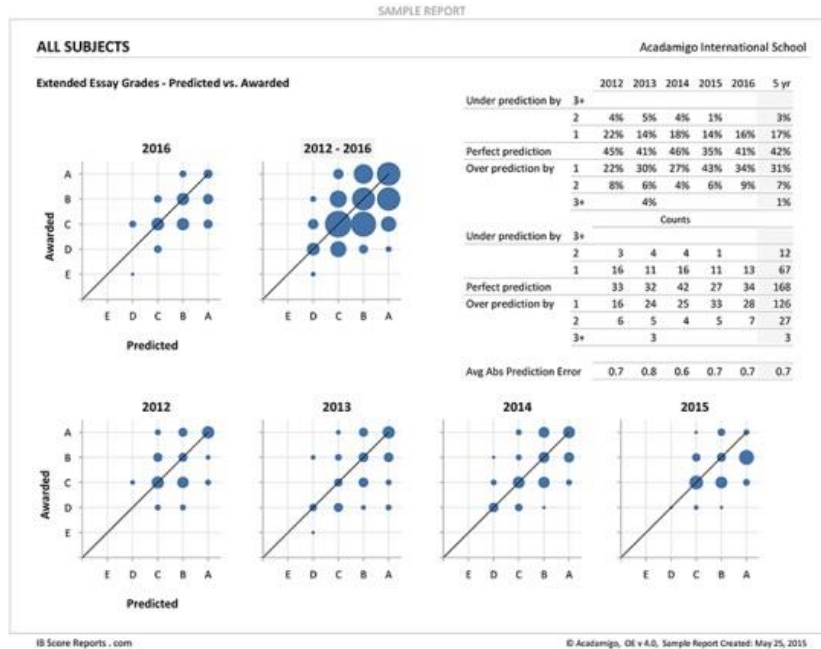 SAMPLE REPORT
ALL SUBJECTS
Acadamigo International School
Extended Essay Grades - Predicted vs. Awarded
2012 2013 2014 2015 2016 5 yr
Under prediction by 3+
2 4% 5% 4% 1% 3%
1 22% 14% 18% 14% 16% 17%
Perfect prediction 45% 41% 46% 35% 41% 42%
Over prediction by 1 22% 30% 27% 43% 34% 31%
2 8% 6% 4% 6% 9% 7%
3+ 4% 1%
Counts
Under prediction by 3+
2 3 4 4 1 12
1 16 11 16 11 13 67
Perfect prediction 33 32 42 27 34 168
Over prediction by 1 16 24 25 33 28 126
2 6 5 4 5 7 27
3+ 3 3
Avg Abs Prediction Error 0.7 0.8 0.6 0.7 0.7 0.7
2016
Awarded
A
B
C
D
E
E D C B A
Predicted
2012 - 2016
E D C B A
2012
Awarded
A
B
C
D
E
E D C B A
Predicted
2013
E D C B A
2014
E D C B A
2015
E D C B A
IB Score Reports . com
© Acadamigo, OE v 4.0, Sample Report Created: May 25, 2015